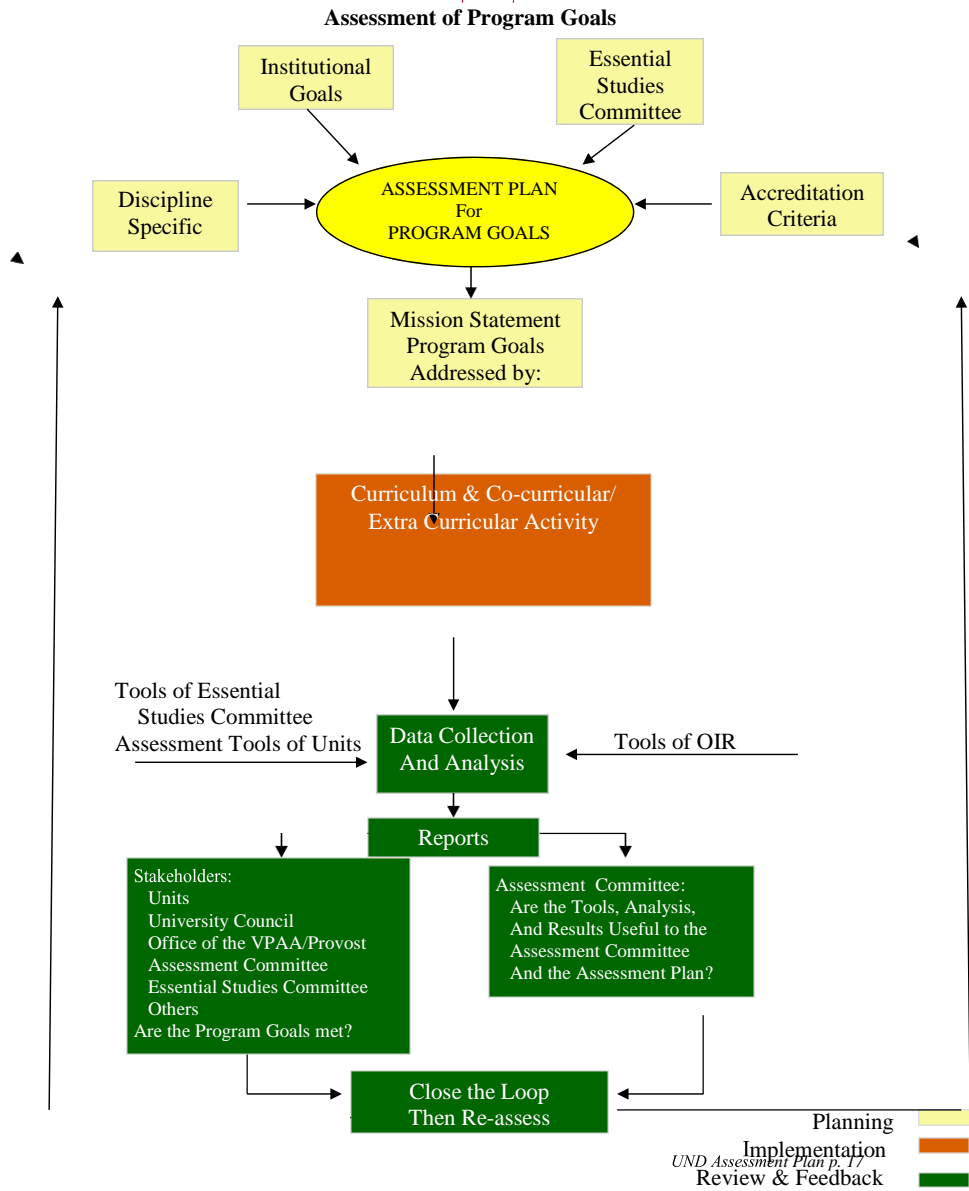 Assessment of Program Goals
Institutional
Goals
Essential
Studies
Committee
Discipline
Specific
ASSESSMENT PLAN
For
PROGRAM GOALS
Accreditation
Criteria
Mission Statement
Program Goals
Addressed by:
Curriculum & Co-curricular/
Extra Curricular Activity
Tools of Essential
Studies Committee
Assessment Tools of Units
Data Collection
And Analysis
Tools of OIR
Reports
Stakeholders:
Units
University Council
Office of the VPAA/Provost
Assessment Committee
Essential Studies Committee
Others
Are the Program Goals met?
Assessment Committee:
Are the Tools, Analysis,
And Results Useful to the
Assessment Committee
And the Assessment Plan?
Close the Loop
Then Re-assess
Planning
Implementation
UND Assessment Plan p. 17
Review & Feedback